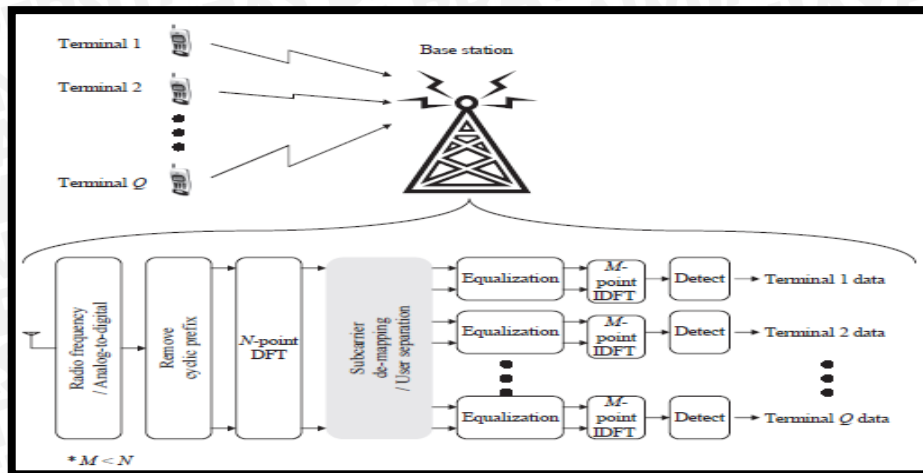 Terminal 1
Base station
Terminal 2
Terminal Q
Radio frequency
/ Analog-to-digital
Remove
cyclic prefix
N-point
DFT
Subcarrier
de-mapping
/ User separation
Equalization
M-
point
IDFT
Detect
Terminal 1 data
Equalization
M-
point
IDFT
Detect
Terminal 2 data
Equalization
M-
point
IDFT
Detect
Terminal Q data
* M < N